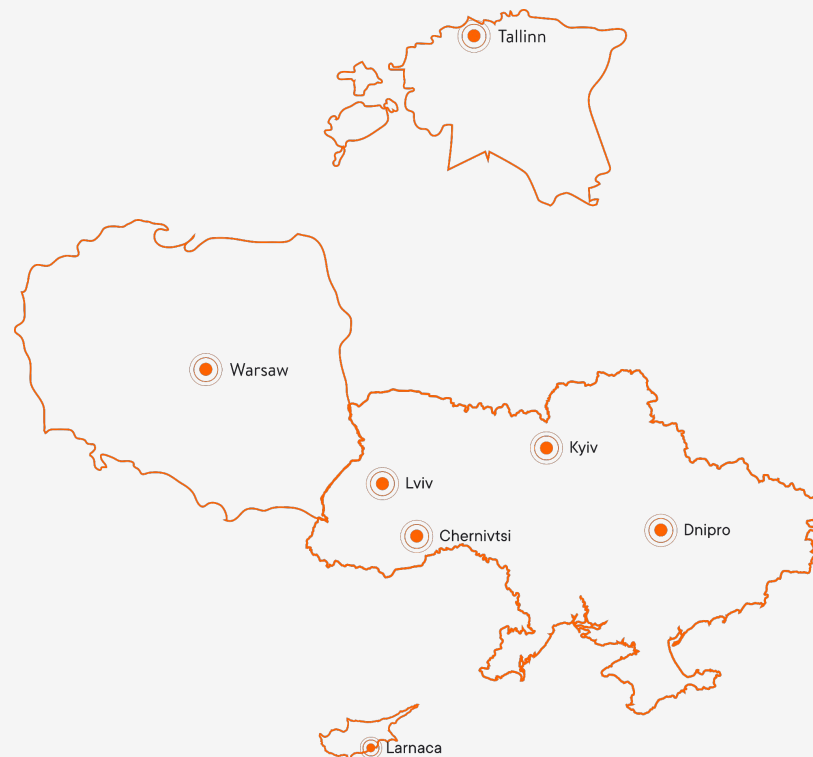 Tallinn
Warsaw
Kyiv
Lviv
Dnipro
Chernivtsi
Larnaca